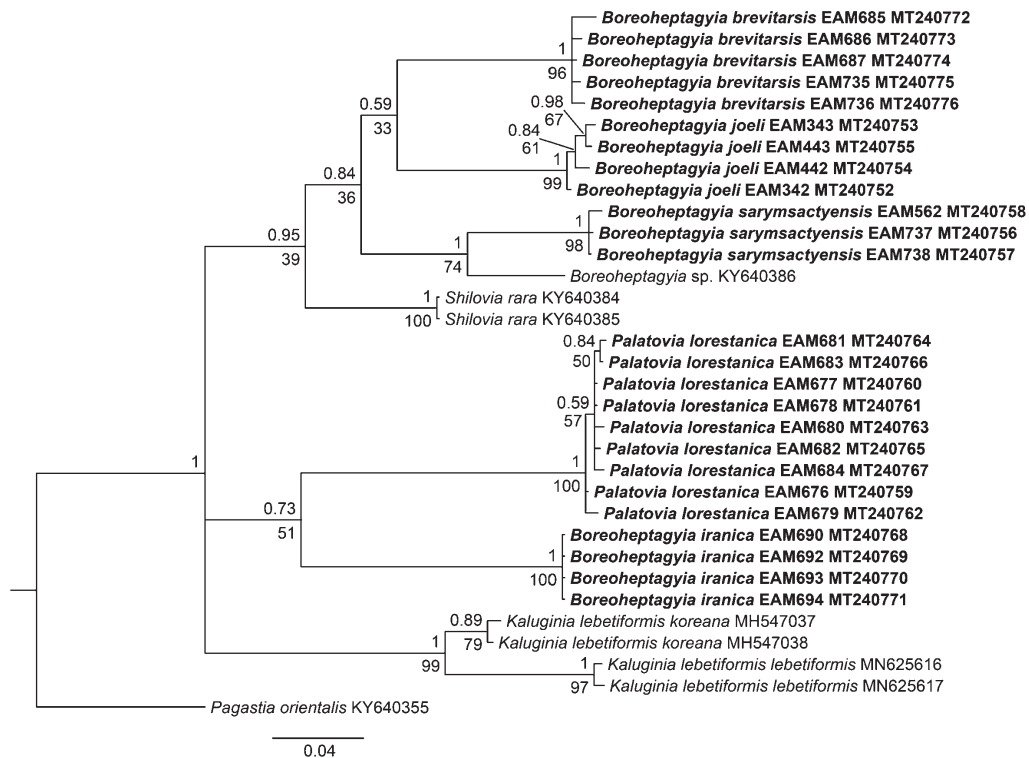 Boreoheptagyia brevitarsis EAM685 MT240772
Boreoheptagyia brevitarsis EAM686 MT240773
1
Boreoheptagyia brevitarsis EAM687 MT240774
96
Boreoheptagyia brevitarsis EAM735 MT240775
Boreoheptagyia brevitarsis EAM736 MT240776
0.59
33
0.98
67
Boreoheptagyia joeli EAM343 MT240753
0.84
61
Boreoheptagyia joeli EAM443 MT240755
1
Boreoheptagyia joeli EAM442 MT240754
99
Boreoheptagyia joeli EAM342 MT240752
0.84
36
1
Boreoheptagyia sarymsactyensis EAM562 MT240758
Boreoheptagyia sarymsactyensis EAM737 MT240756
98
Boreoheptagyia sarymsactyensis EAM738 MT240757
1
74
Boreoheptagyia sp. KY640386
0.95
39
1
Shilovia rara KY640384
100
Shilovia rara KY640385
0.84
Palatovia lorestanica EAM681 MT240764
50
Palatovia lorestanica EAM683 MT240766
Palatovia lorestanica EAM677 MT240760
0.59
Palatovia lorestanica EAM678 MT240761
57
Palatovia lorestanica EAM680 MT240763
Palatovia lorestanica EAM682 MT240765
1
Palatovia lorestanica EAM684 MT240767
100
Palatovia lorestanica EAM676 MT240759
Palatovia lorestanica EAM679 MT240762
1
0.73
51
Boreoheptagyia iranica EAM690 MT240768
1
Boreoheptagyia iranica EAM692 MT240769
100
Boreoheptagyia iranica EAM693 MT240770
Boreoheptagyia iranica EAM694 MT240771
0.89
Kaluginia lebetiformis koreana MH547037
79
Kaluginia lebetiformis koreana MH547038
1
99
1
Kaluginia lebetiformis lebetiformis MN625616
97
Kaluginia lebetiformis lebetiformis MN625617
Pagastia orientalis KY640355
0.04